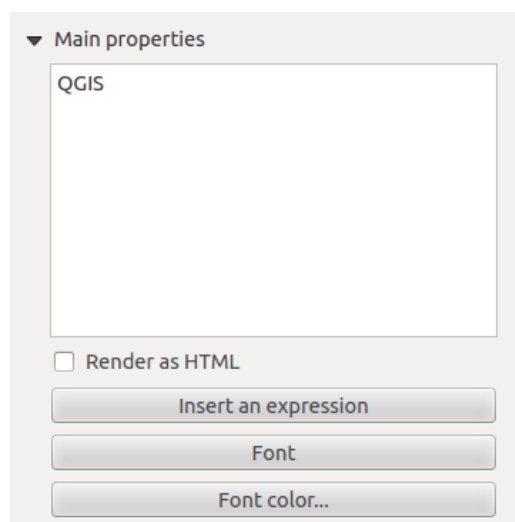 Main properties
QGIS
Render as HTML
Insert an expression
Font
Font color...